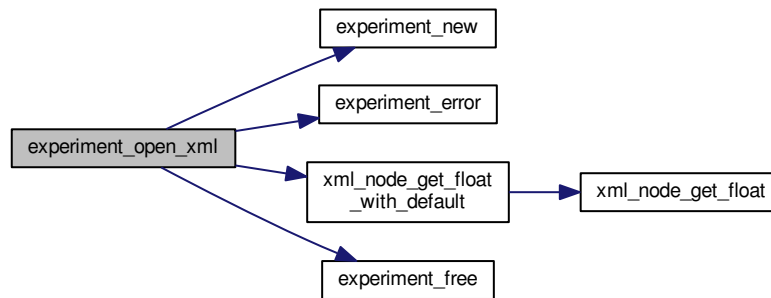 experiment_new
experiment_error
experiment_open_xml
xml_node_get_float
_with_default
xml_node_get_float
experiment_free